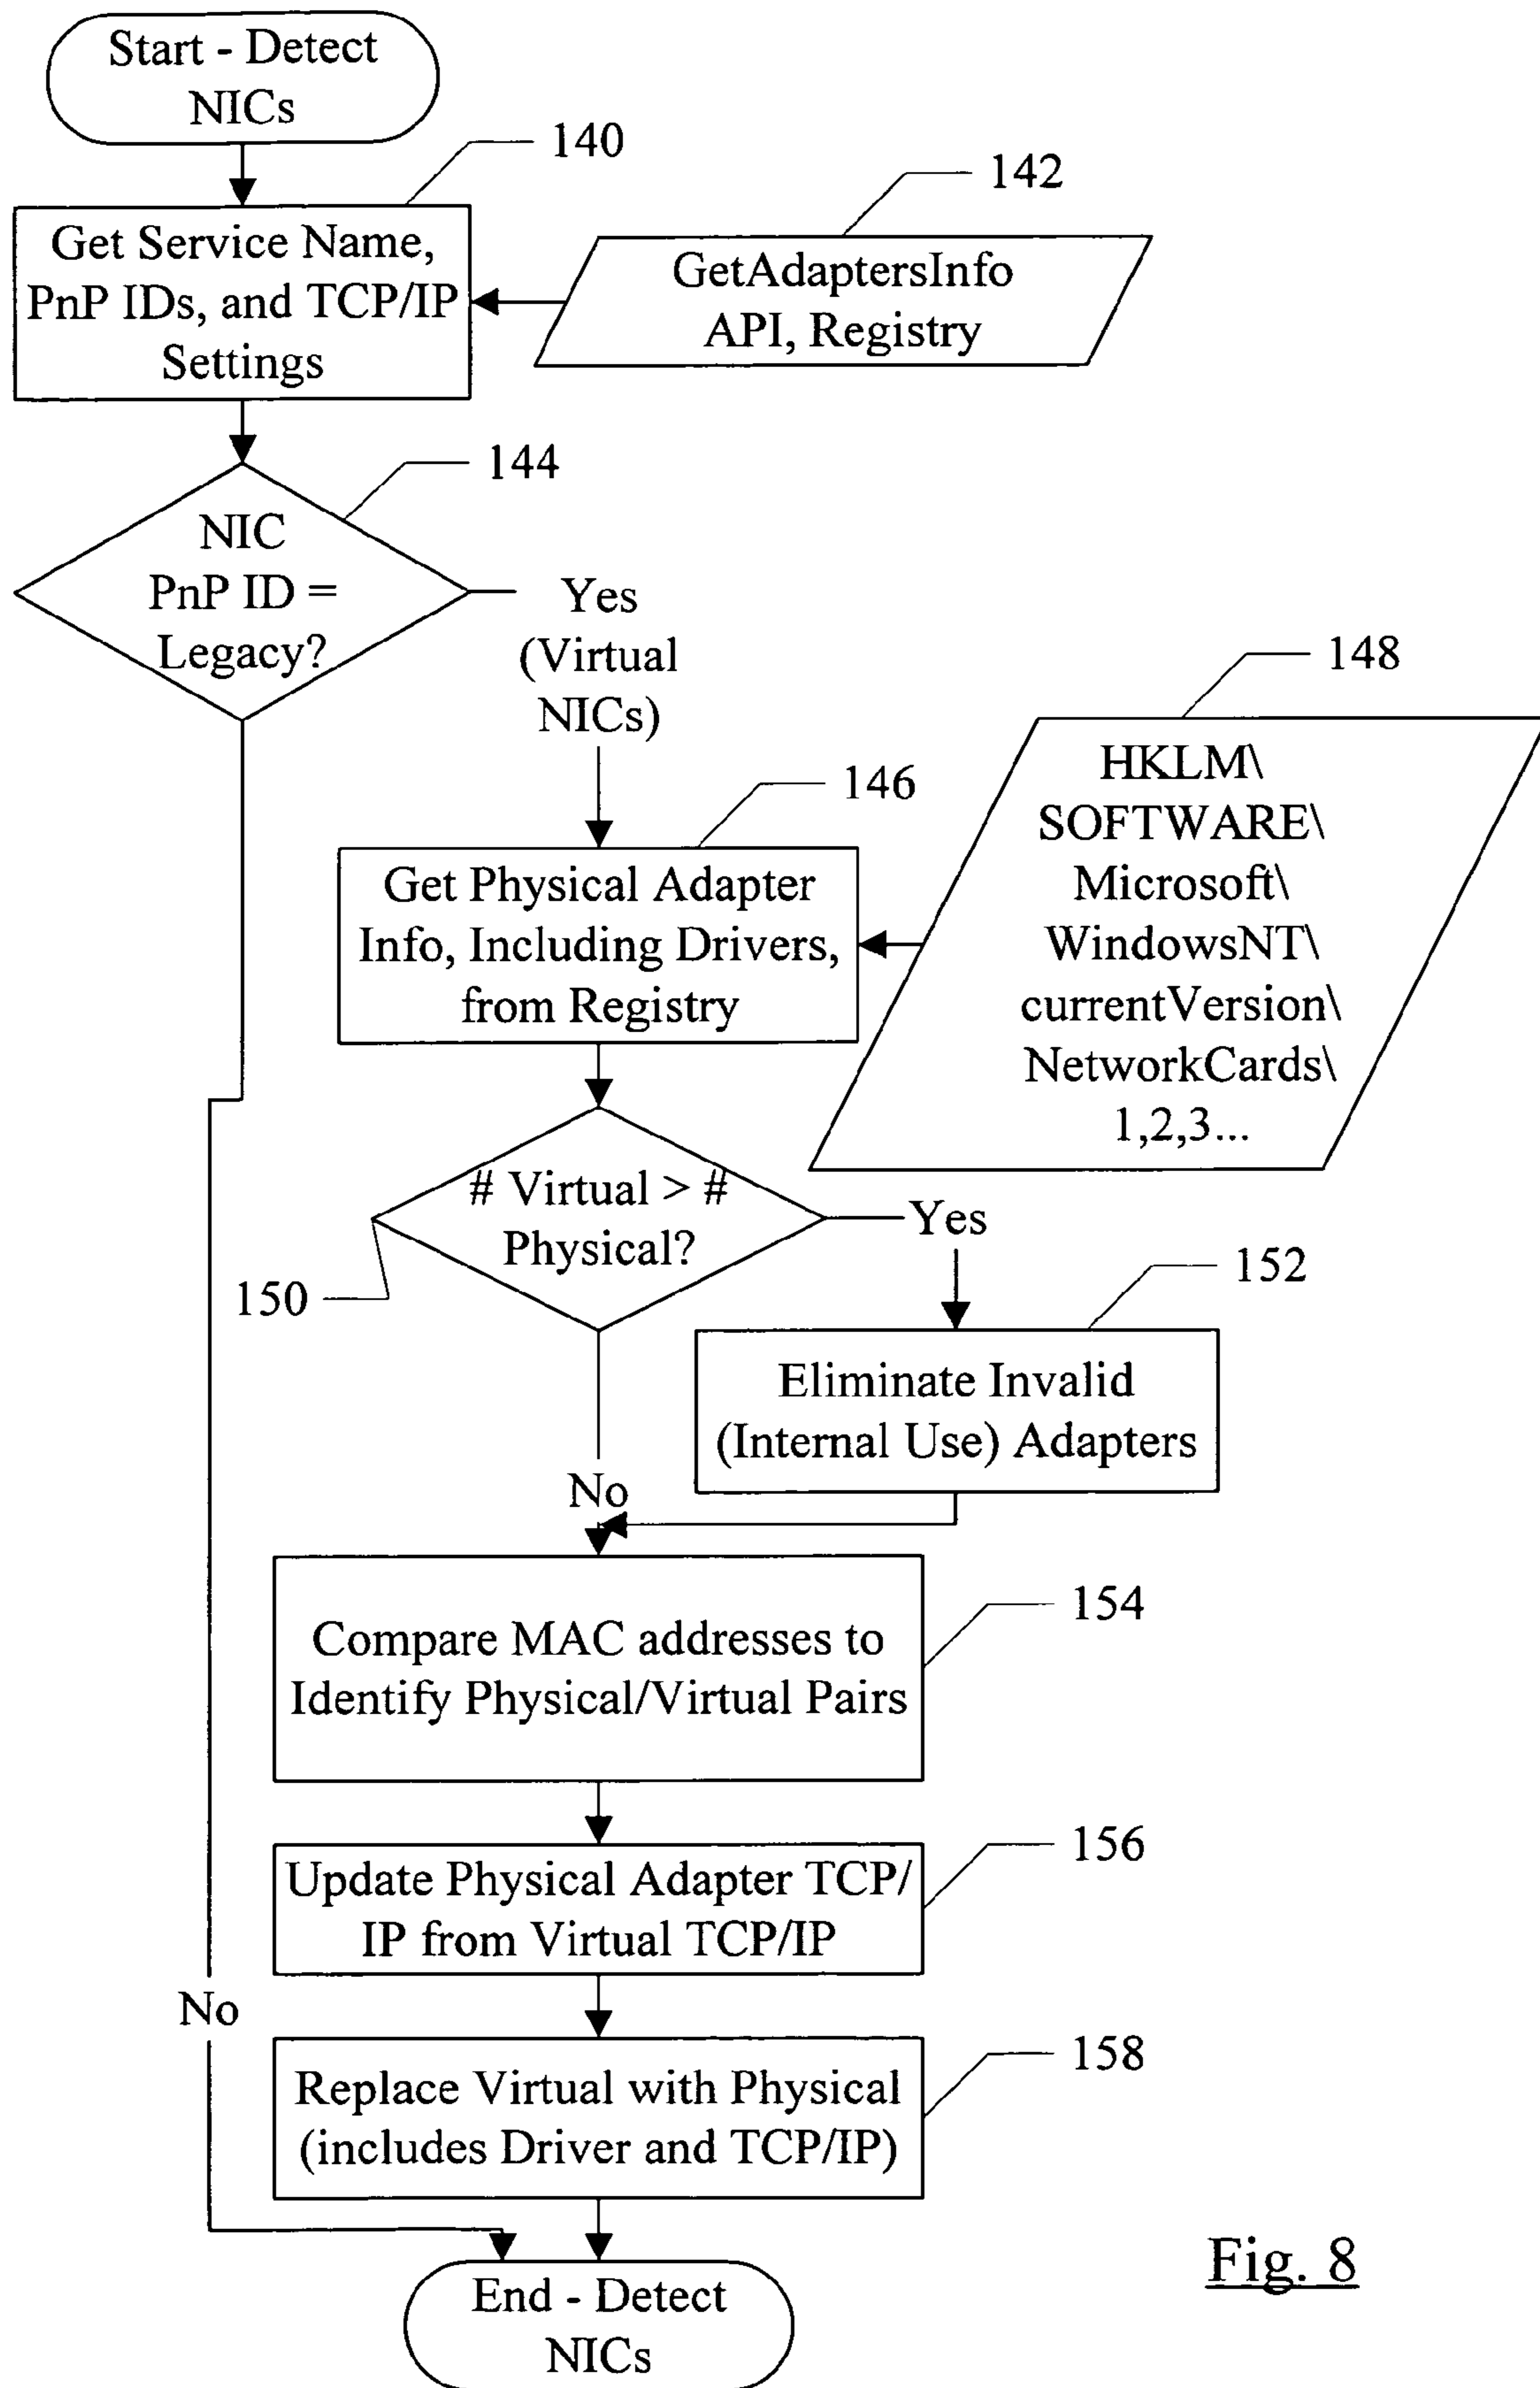 Start - Detect
NICs
140
142
Get Service Name,
PnP IDs, and TCP/IP
Settings
GetAdaptersInfo
API, Registry
144
NIC
PnP ID =
Legacy?
Yes
(Virtual
NICs)
148
HKLM\
SOFTWARE\
Microsoft\
WindowsNT\
currentVersion\
NetworkCards\
1,2,3...
146
Get Physical Adapter
Info, Including Drivers,
from Registry
# Virtual > #
Physical?
Yes
150
152
Eliminate Invalid
(Internal Use) Adapters
No
154
Compare MAC addresses to
Identify Physical/Virtual Pairs
156
Update Physical Adapter TCP/
IP from Virtual TCP/IP
No
158
Replace Virtual with Physical
(includes Driver and TCP/IP)
End - Detect
NICs
Fig. 8